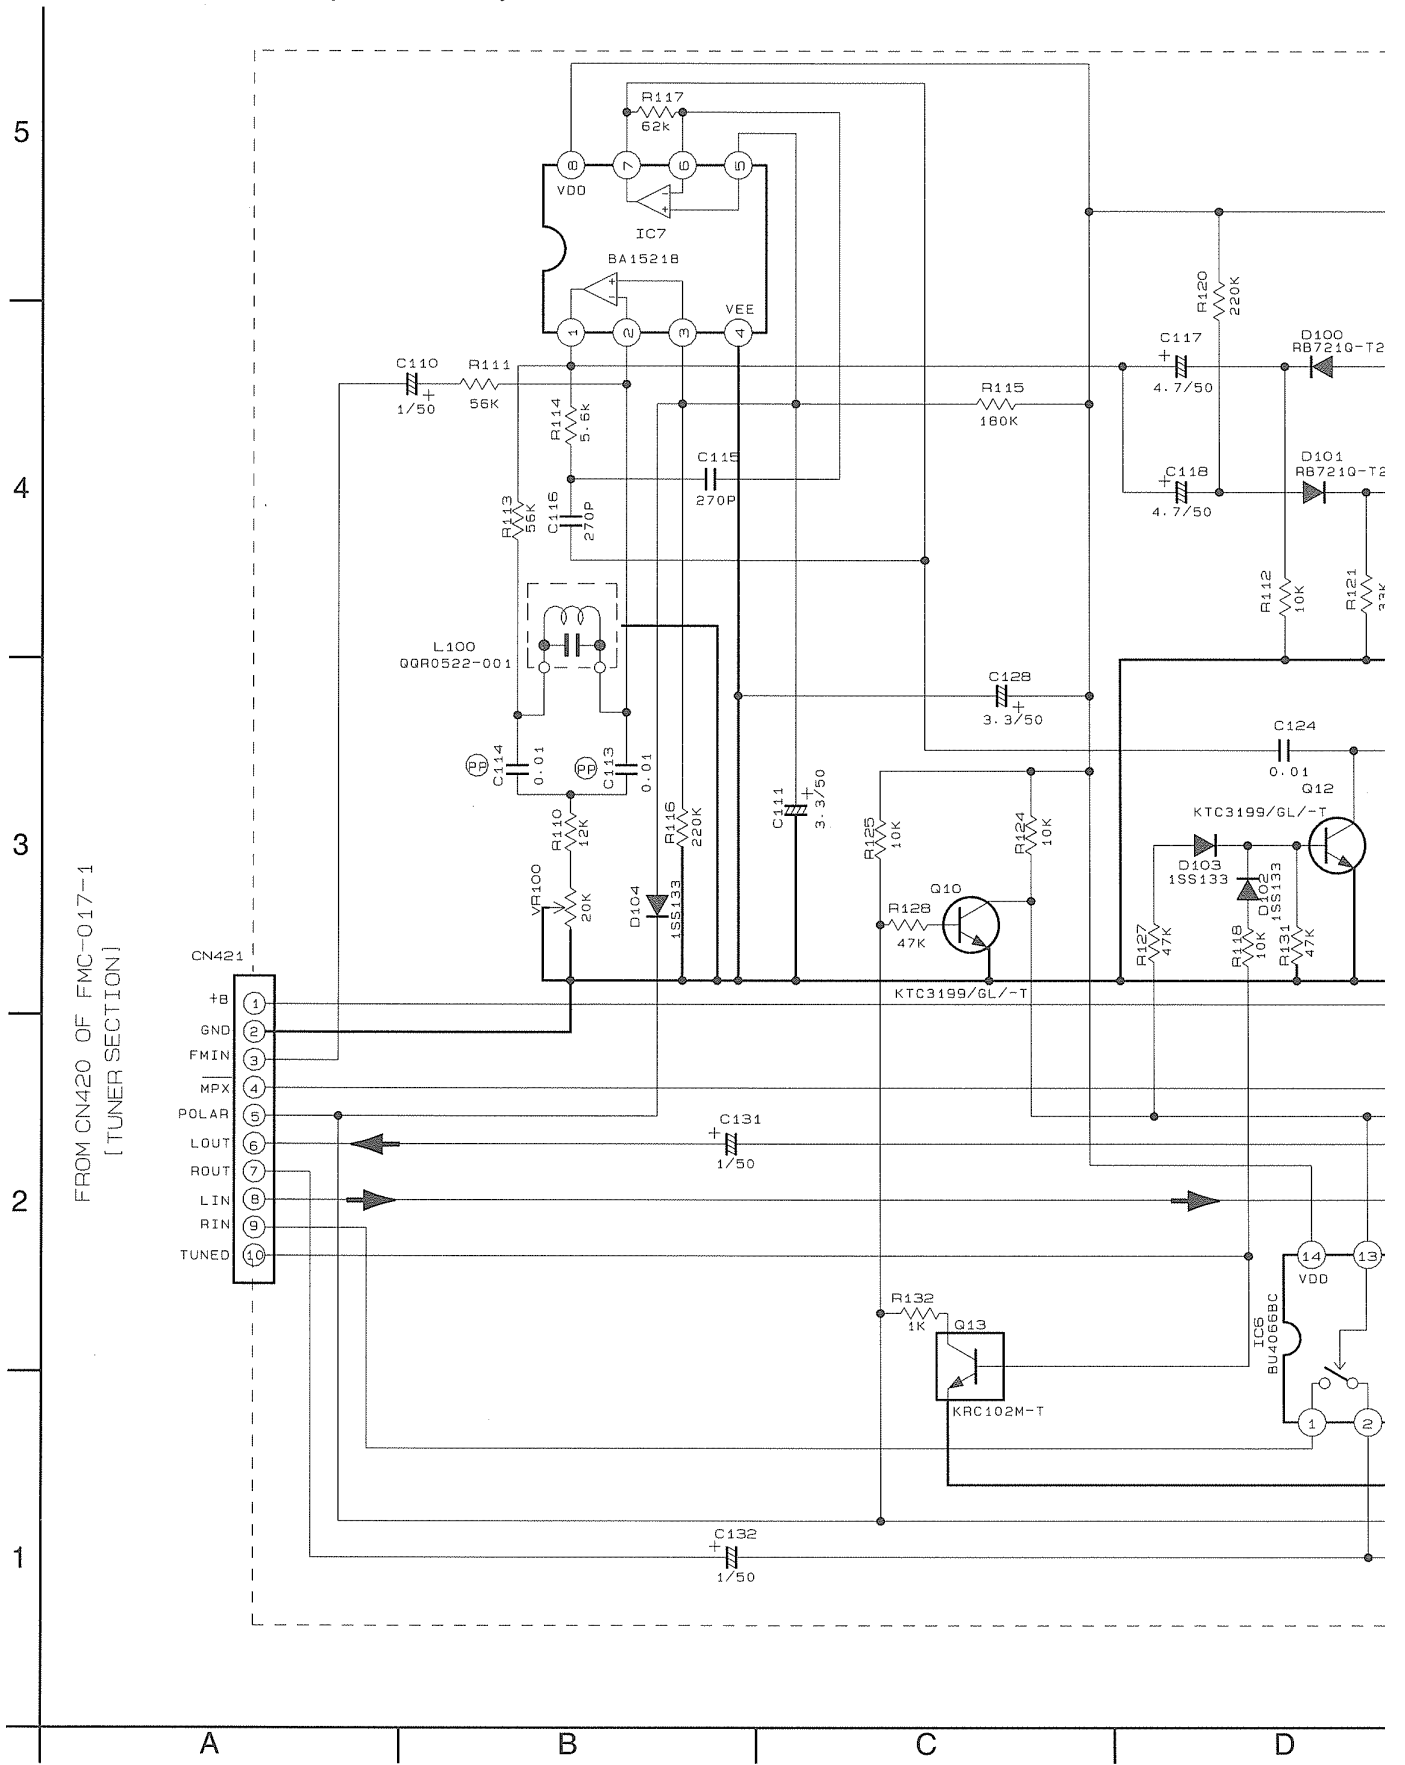 5
R117
62K
8
7
6
5
VDD
-
+
IC7
BA15218
+
-
VEE
1
2
3
4
R120
220K
C110
+
1/50
R111
56K
R114
5.6K
R115
180K
C117
+
4.7/50
D100
RB721Q-T2
4
C115
270P
R113
56K
C116
270P
C118
+
4.7/50
D101
RB721Q-T2
R112
10K
R121
33K
L100
QQR0522-001
C128
+
3.3/50
C124
0.01
PP
C114
0.01
PP
C113
0.01
3
R110
12K
R116
220K
C111
+
3.3/50
R125
10K
R124
10K
Q12
KTC3199/GL/-T
D103
1SS133
D102
1SS133
VR100
20K
D104
1SS133
Q10
R128
47K
KTC3199/GL/-T
R127
47K
R118
10K
R131
47K
FROM CN420 OF FMC-017-1
[TUNER SECTION]
CN421
+B 1
GND 2
FMIN 3
MPX 4
POLAR 5
LOUT 6
ROUT 7
LIN 8
RIN 9
TUNED 10
C131
+
1/50
2
14
13
VDD
IC6
BU4066BC
1
2
R132
1K
Q13
KRC102M-T
C132
+
1/50
1
A
B
C
D